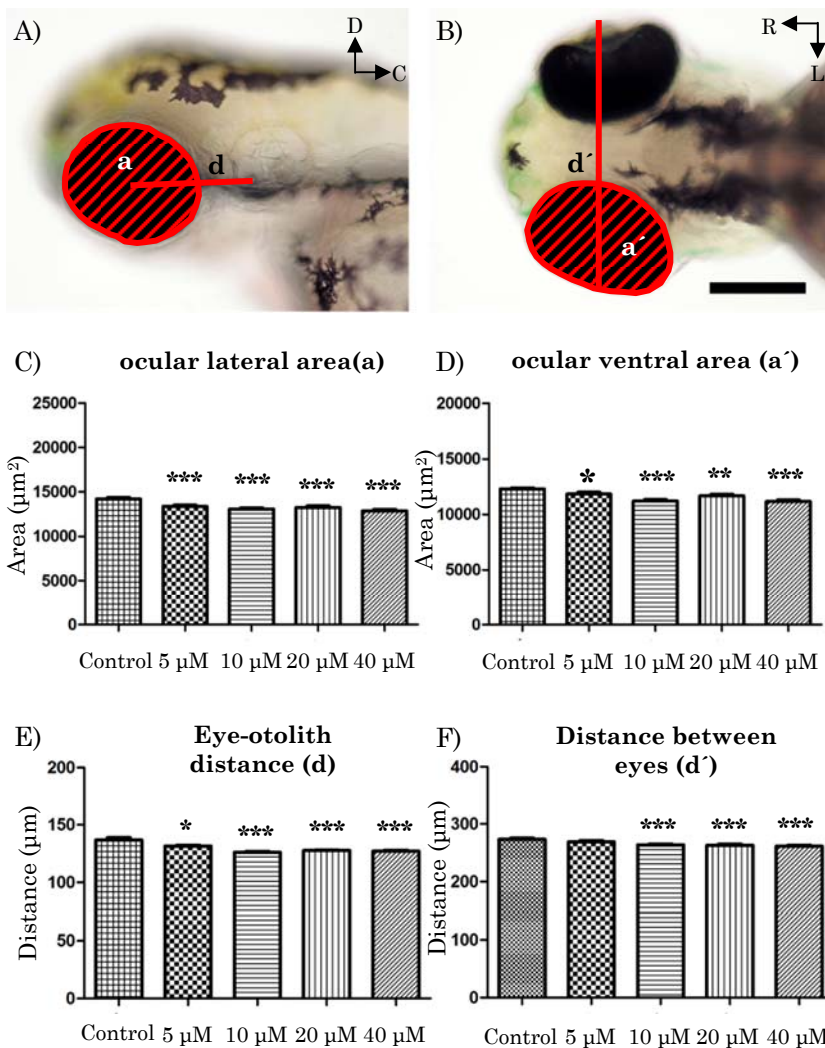 A)
D
C
a
d
B)
R
L
d´
a´
C) ocular lateral area(a)
25000
20000
15000
10000
5000
0
Area (µm²)
*** *** *** ***
Control 5 µM 10 µM 20 µM 40 µM
D) ocular ventral area (a´)
20000
15000
10000
5000
0
Area (µm²)
* *** ** ***
Control 5 µM 10 µM 20 µM 40 µM
E) Eye-otolith
distance (d)
200
150
100
50
0
Distance (µm)
* *** *** ***
Control 5 µM 10 µM 20 µM 40 µM
F) Distance between
eyes (d´)
400
300
200
100
0
Distance (µm)
*** *** ***
Control 5 µM 10 µM 20 µM 40 µM